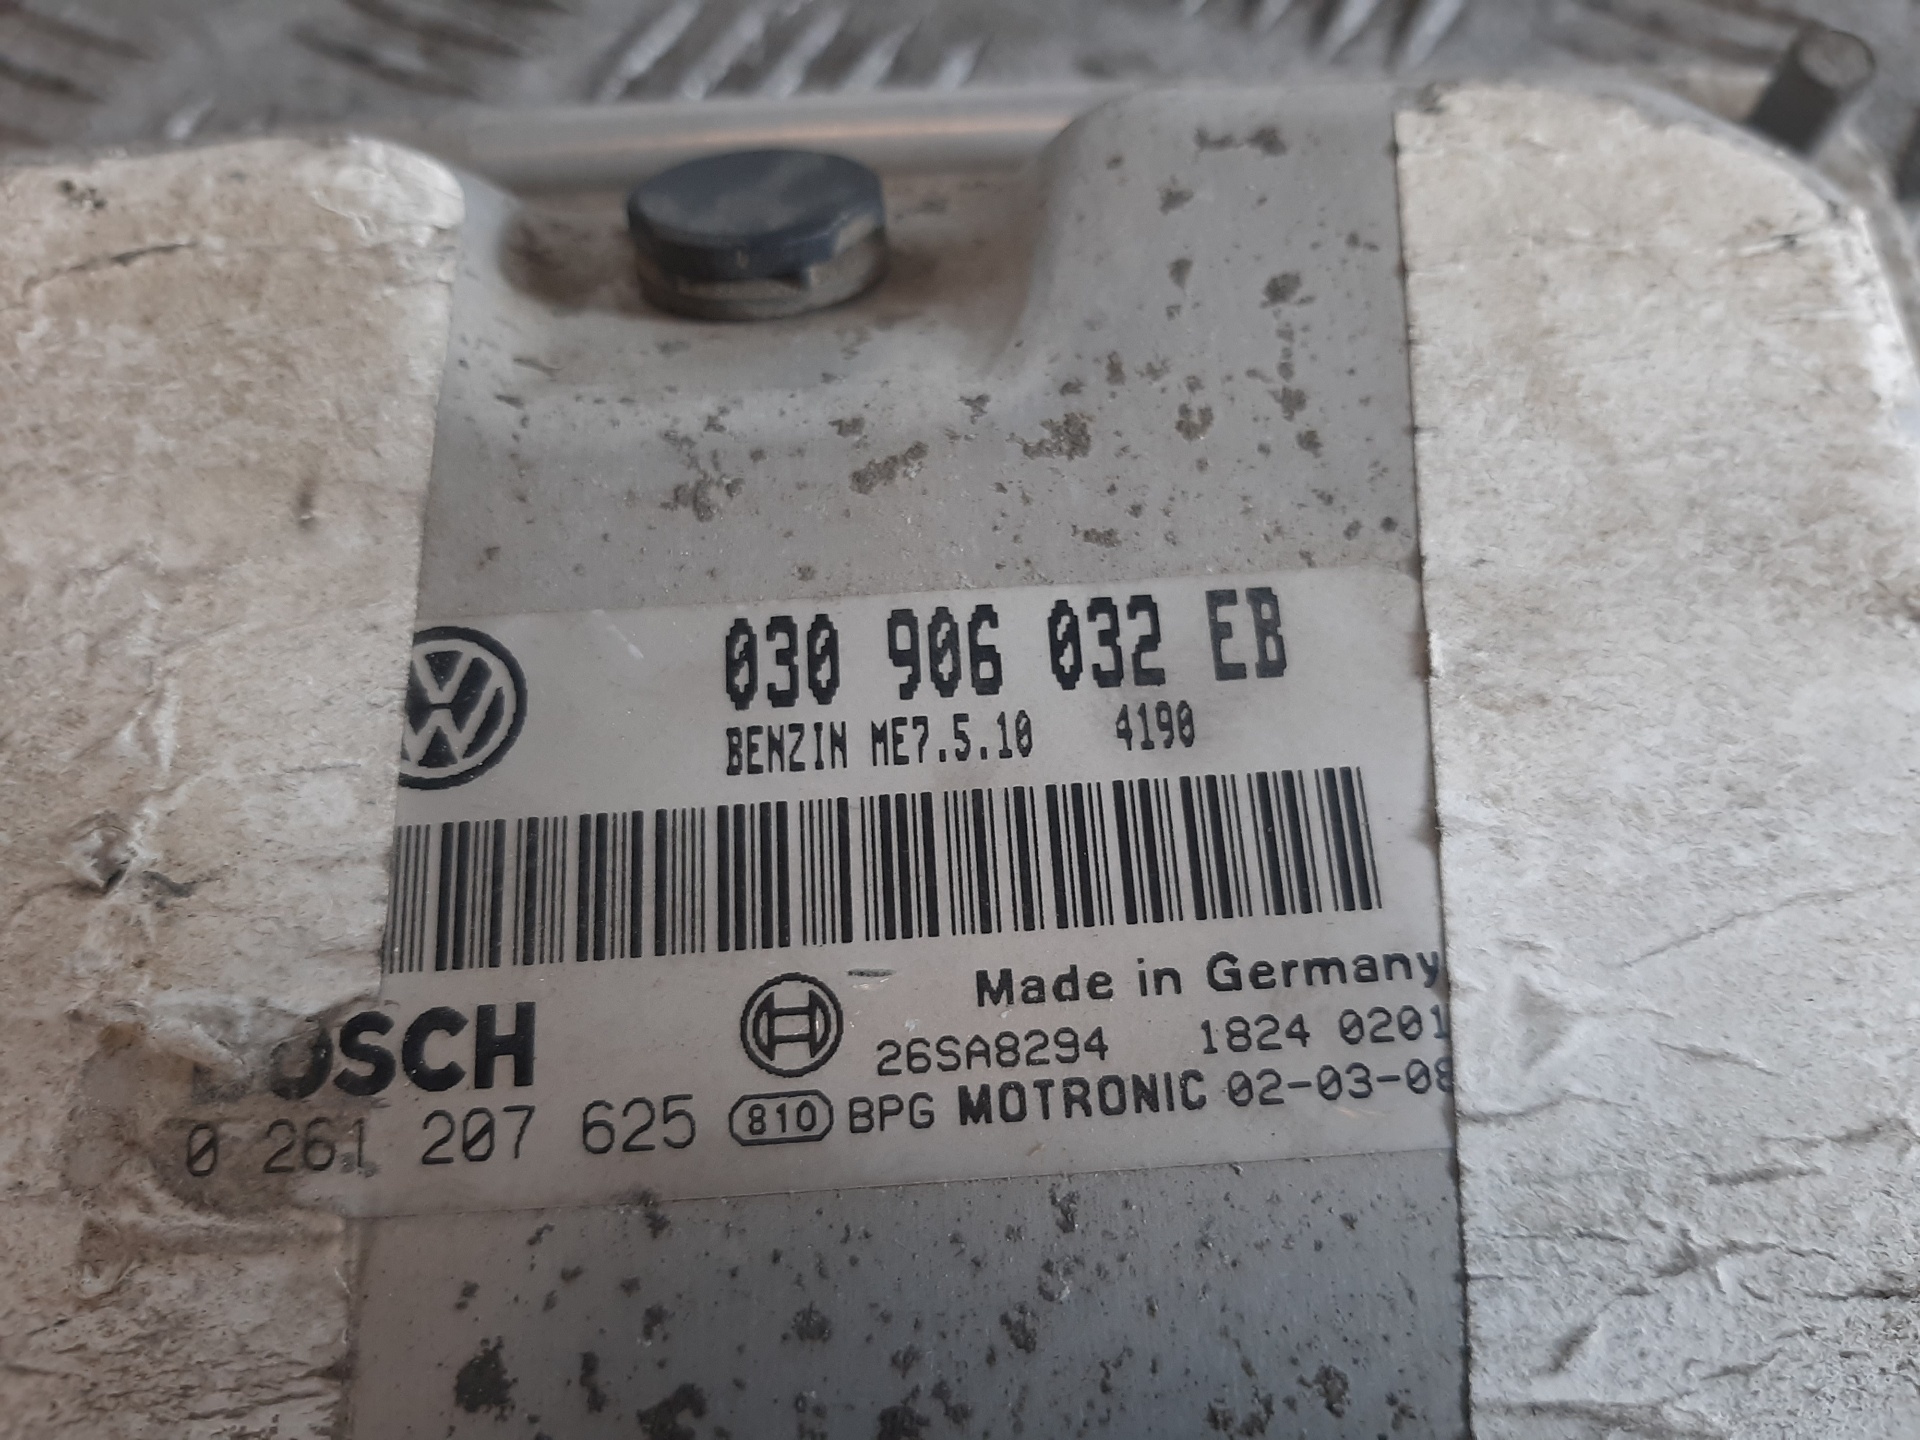 030 906 032 EB
BENZIN ME7.5.10 4190
Made in Germany
BOSCH 26SA8294 1824 0201
0 261 207 625 810 BPG MOTRONIC 02-03-08